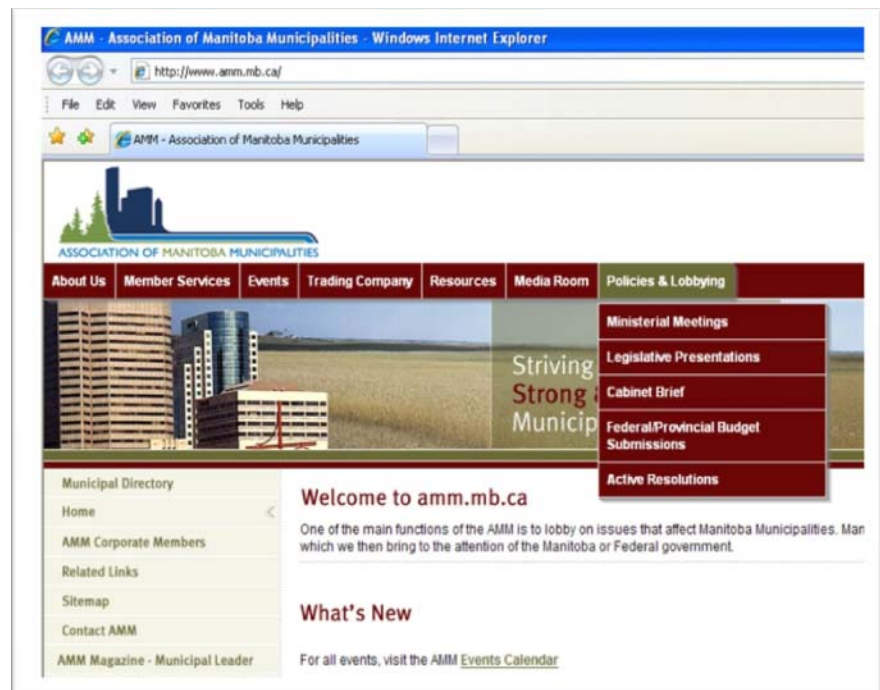 AMM - Association of Manitoba Municipalities - Windows Internet Explorer
http://www.amm.mb.ca/
File Edit View Favorites Tools Help
AMM - Association of Manitoba Municipalities
ASSOCIATION OF MANITOBA MUNICIPALITIES
About Us Member Services Events Trading Company Resources Media Room Policies & Lobbying
Ministerial Meetings
Legislative Presentations
Cabinet Brief
Federal/Provincial Budget
Submissions
Active Resolutions
Striving
Strong
Municip
Municipal Directory
Home
AMM Corporate Members
Related Links
Sitemap
Contact AMM
AMM Magazine - Municipal Leader
Welcome to amm.mb.ca
One of the main functions of the AMM is to lobby on issues that affect Manitoba Municipalities. Man
which we then bring to the attention of the Manitoba or Federal government.
What's New
For all events, visit the AMM Events Calendar